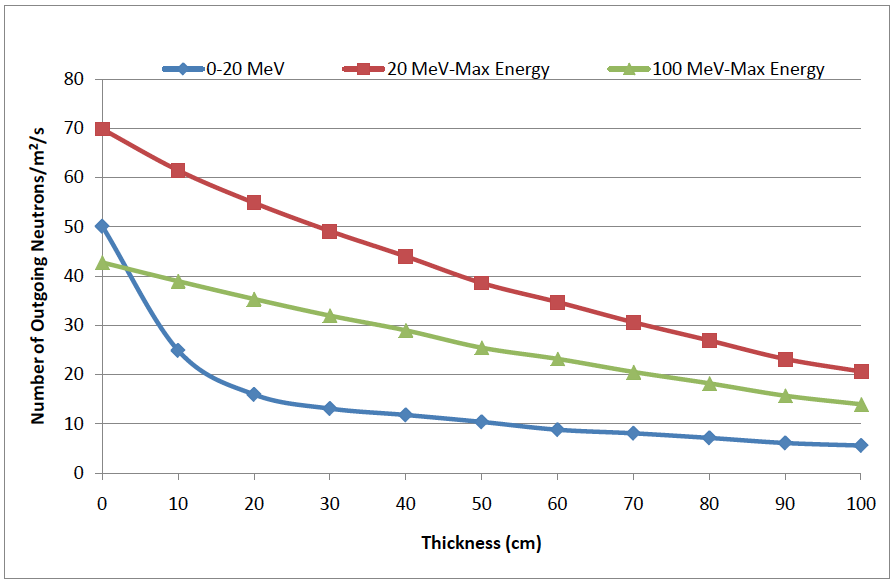 0-20 MeV 20 MeV-Max Energy 100 MeV-Max Energy
80
70
60
50
40
30
20
10
0
Number of Outgoing Neutrons/m²/s
0 10 20 30 40 50 60 70 80 90 100
Thickness (cm)